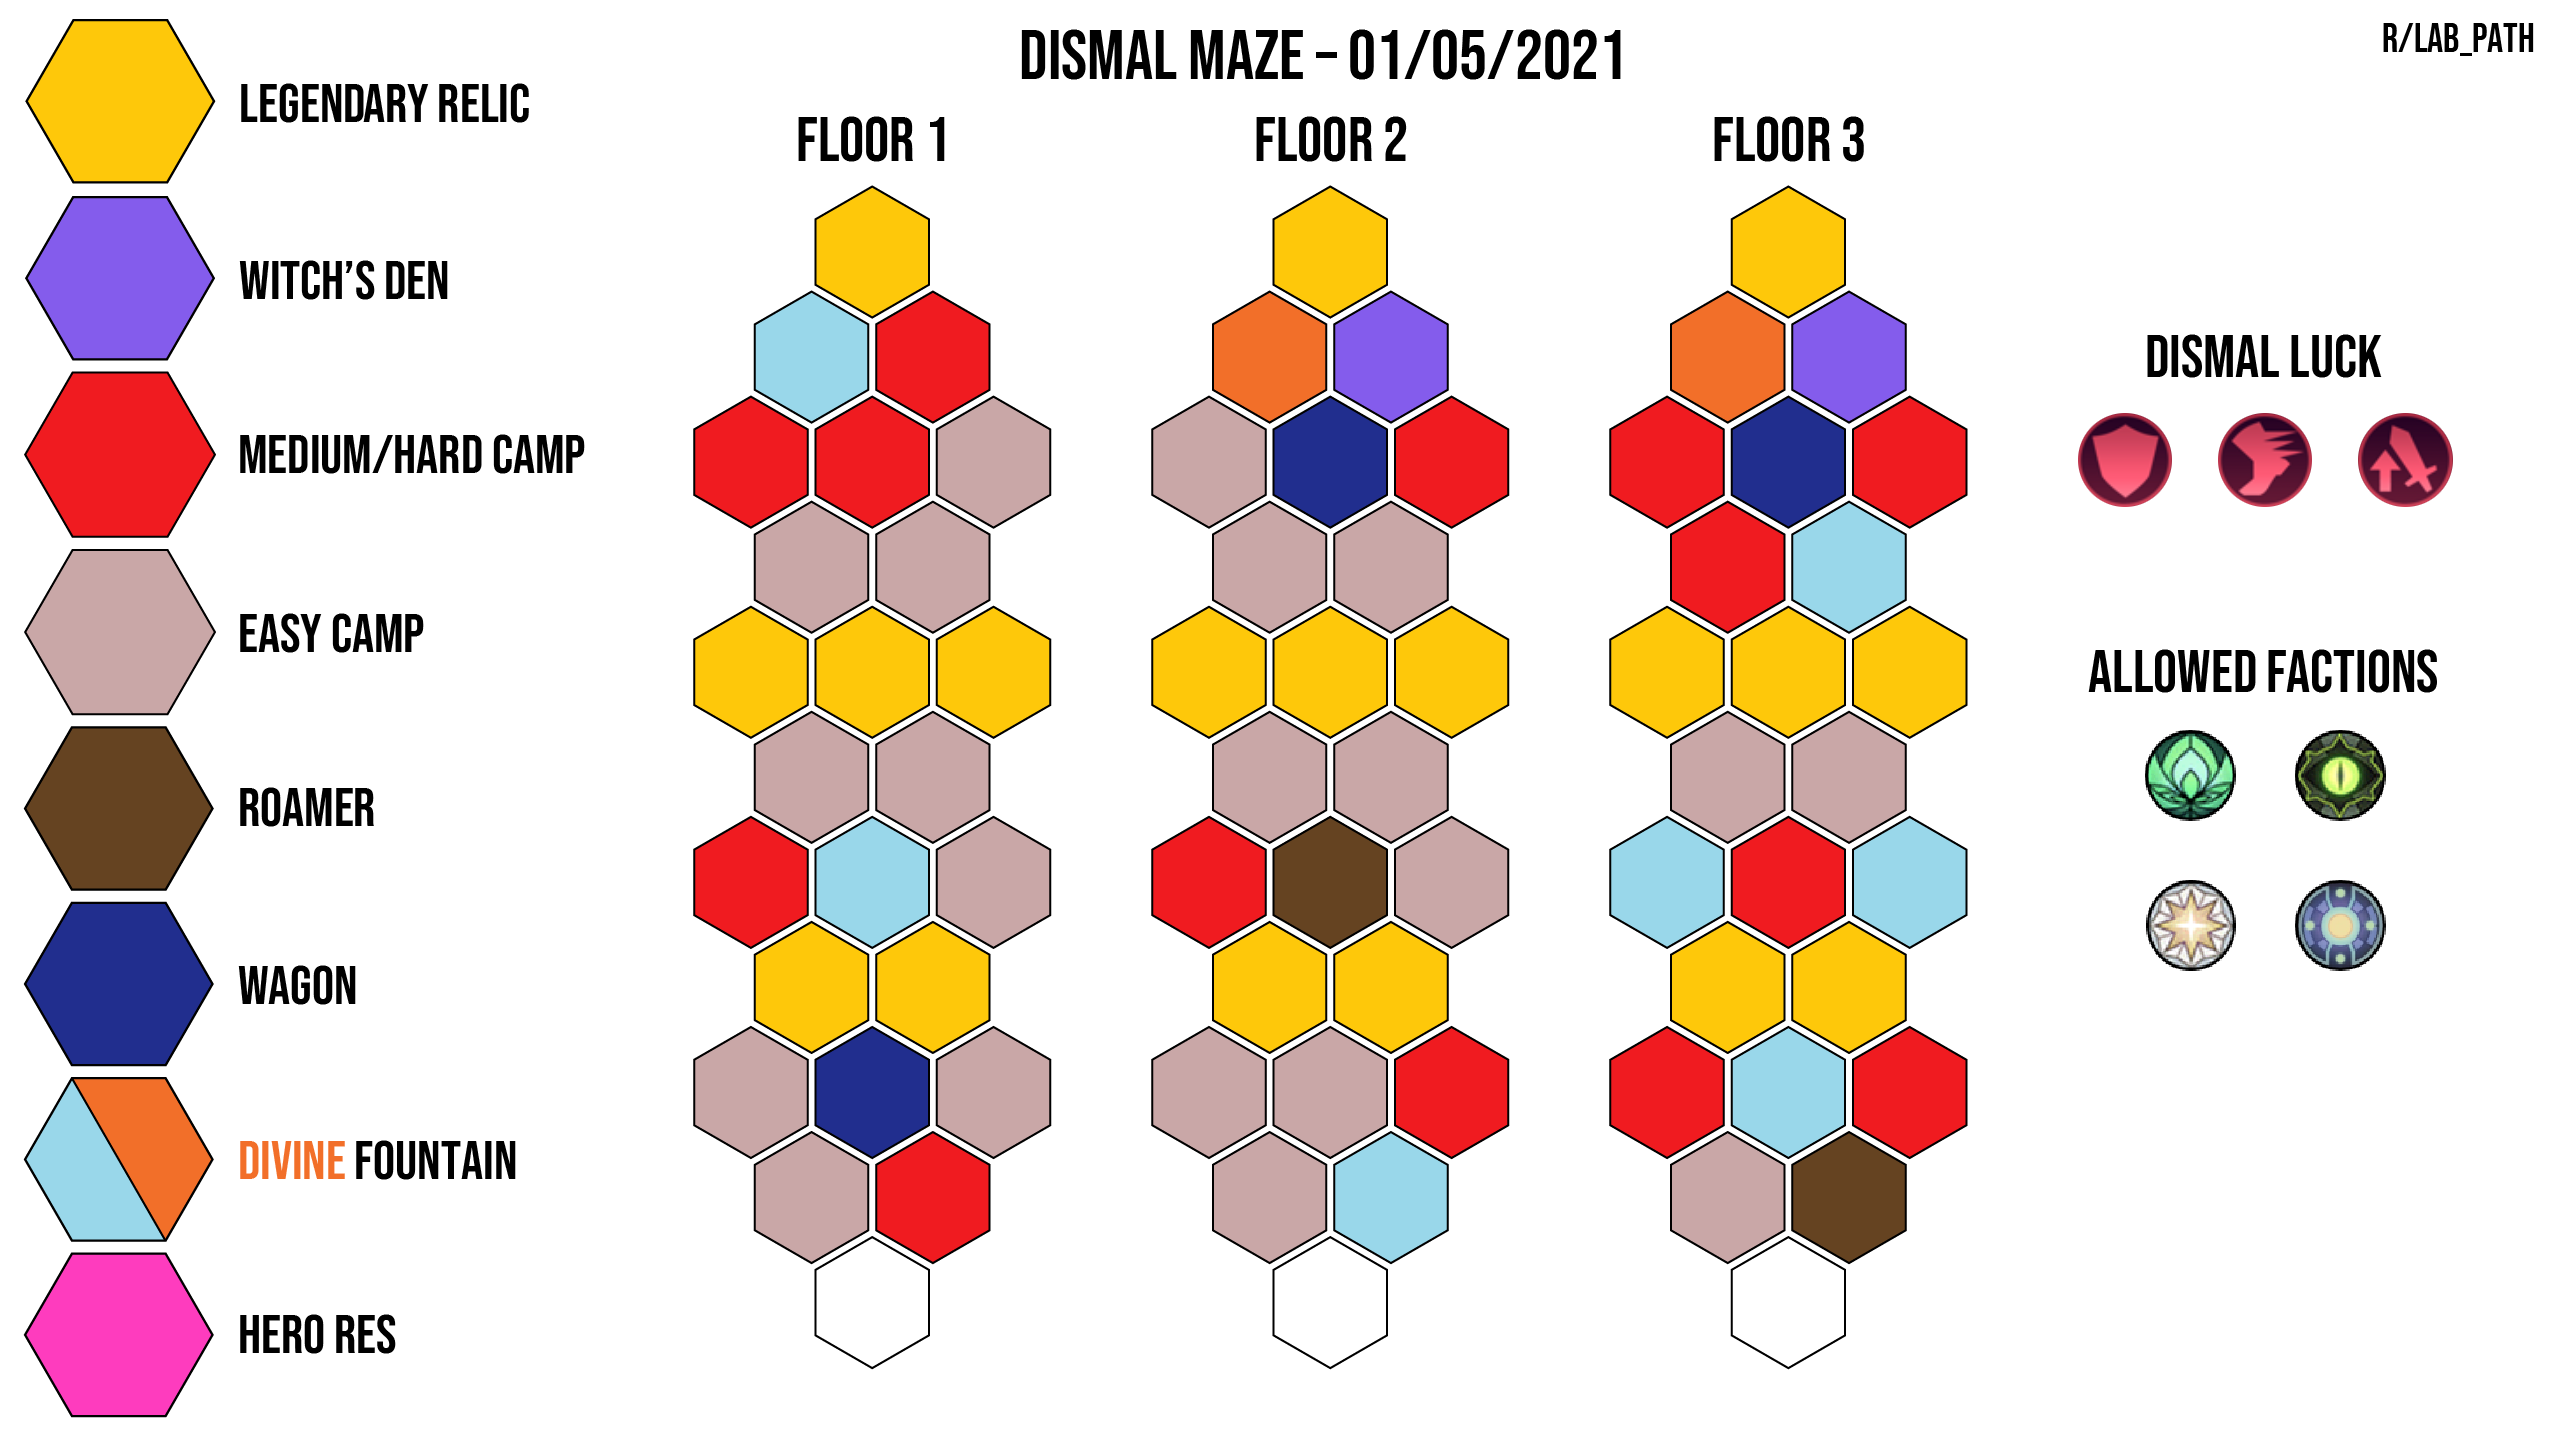 DISMAL MAZE – 01/05/2021
R/LAB_PATH
LEGENDARY RELIC
WITCH'S DEN
MEDIUM/HARD CAMP
EASY CAMP
ROAMER
WAGON
DIVINE FOUNTAIN
HERO RES
FLOOR 1
FLOOR 2
FLOOR 3
DISMAL LUCK
ALLOWED FACTIONS